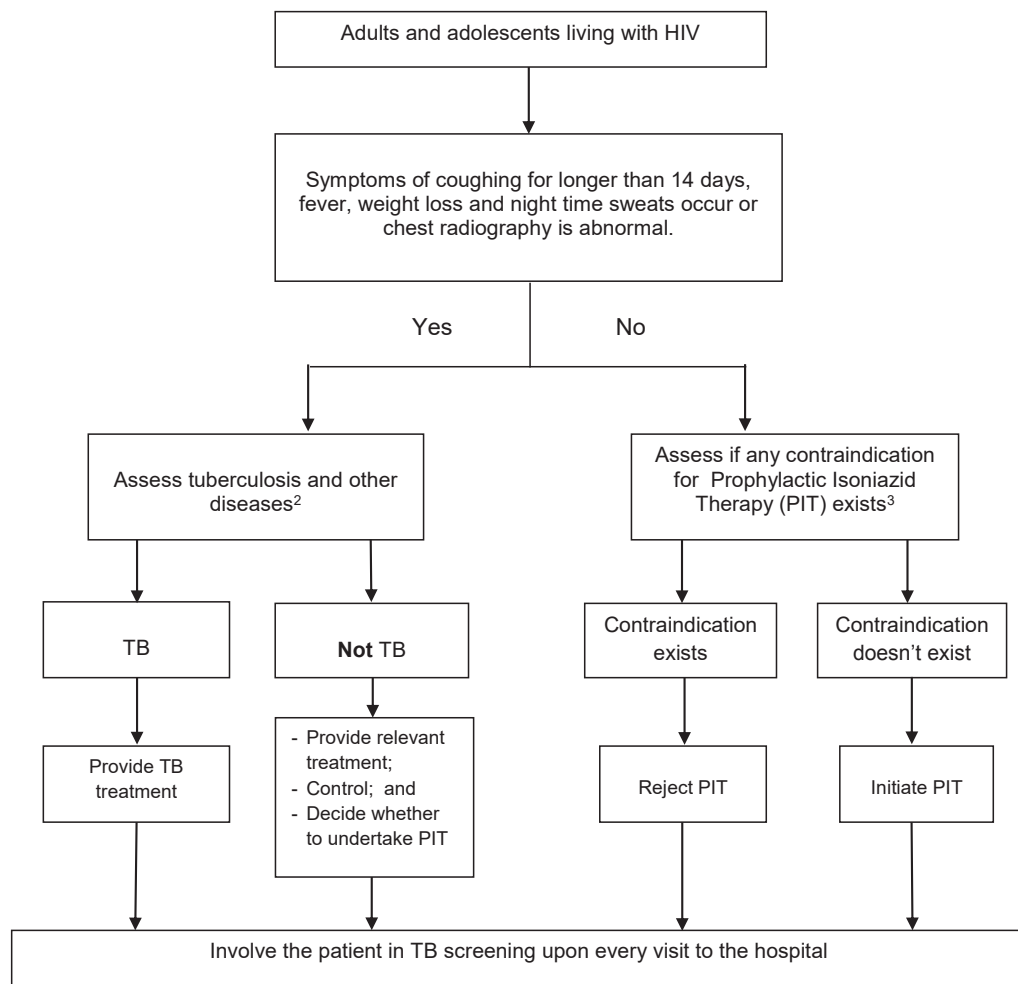 Adults and adolescents living with HIV
Symptoms of coughing for longer than 14 days,
fever, weight loss and night time sweats occur or
chest radiography is abnormal.
Yes
No
Assess tuberculosis and other
diseases²
Assess if any contraindication
for Prophylactic Isoniazid
Therapy (PIT) exists³
TB
Not TB
Contraindication
exists
Contraindication
doesn't exist
Provide TB
treatment
- Provide relevant
treatment;
- Control; and
- Decide whether
to undertake PIT
Reject PIT
Initiate PIT
Involve the patient in TB screening upon every visit to the hospital